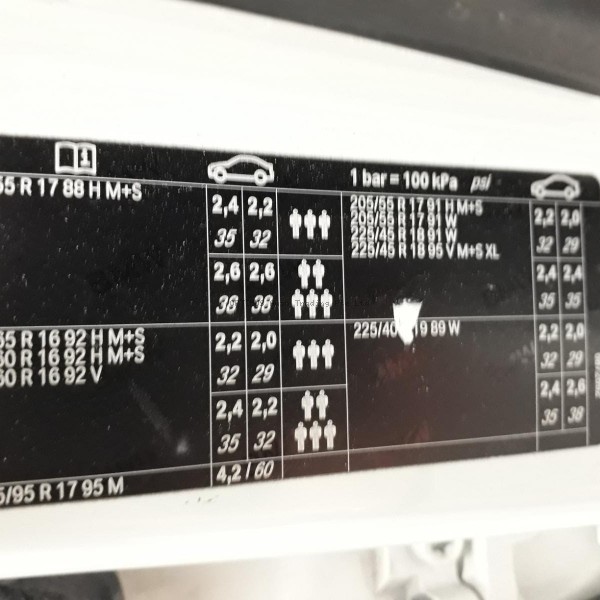 1 bar = 100 kPa psi
55 R 17 88 H M+S
2,4 2,2
35 32
2,6 2,6
38 38
55 R 16 92 H M+S
60 R 16 92 H M+S
60 R 16 92 V
2,2 2,0
32 29
2,4 2,2
35 32
5/95 R 17 95 M
4,2 / 60
205/55 R 17 91 H M+S
205/55 R 17 91 W
225/45 R 18 91 W
225/45 R 18 95 V M+S XL
2,2 2,0
32 29
2,4 2,4
35 35
225/40 19 89 W
2,2 2,0
32 29
2,4 2,6
35 38